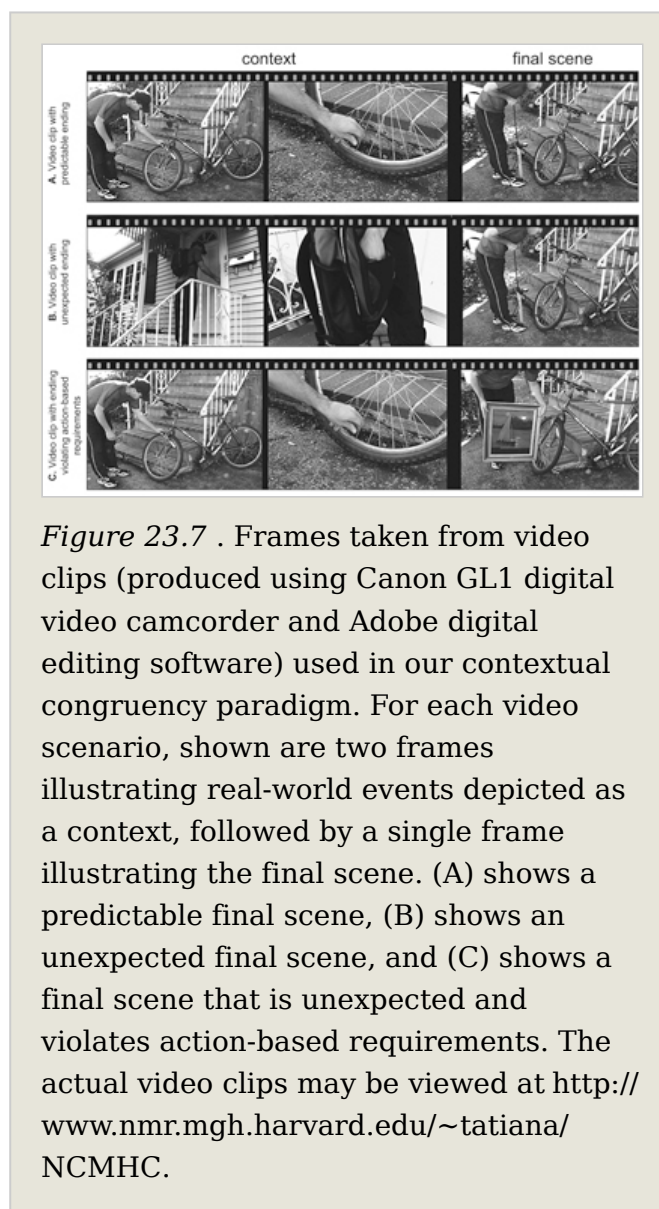 context
final scene
A. Video clip with
predictable ending
B. Video clip with
unexpected ending
C. Video clip with ending
violating action-based
requirements
Figure 23.7 . Frames taken from video
clips (produced using Canon GL1 digital
video camcorder and Adobe digital
editing software) used in our contextual
congruency paradigm. For each video
scenario, shown are two frames
illustrating real-world events depicted as
a context, followed by a single frame
illustrating the final scene. (A) shows a
predictable final scene, (B) shows an
unexpected final scene, and (C) shows a
final scene that is unexpected and
violates action-based requirements. The
actual video clips may be viewed at http://
www.nmr.mgh.harvard.edu/~tatiana/
NCMHC.